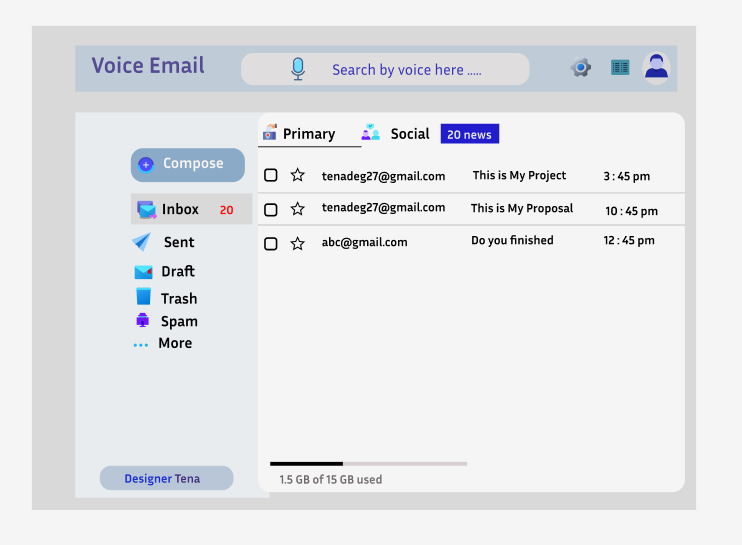 Voice Email
Search by voice here .....
Primary
Social
20 news
Compose
tenadeg27@gmail.com This is My Project 3 : 45 pm
Inbox 20
tenadeg27@gmail.com This is My Proposal 10 : 45 pm
Sent
abc@gmail.com Do you finished 12 : 45 pm
Draft
Trash
Spam
More
Designer Tena
1.5 GB of 15 GB used